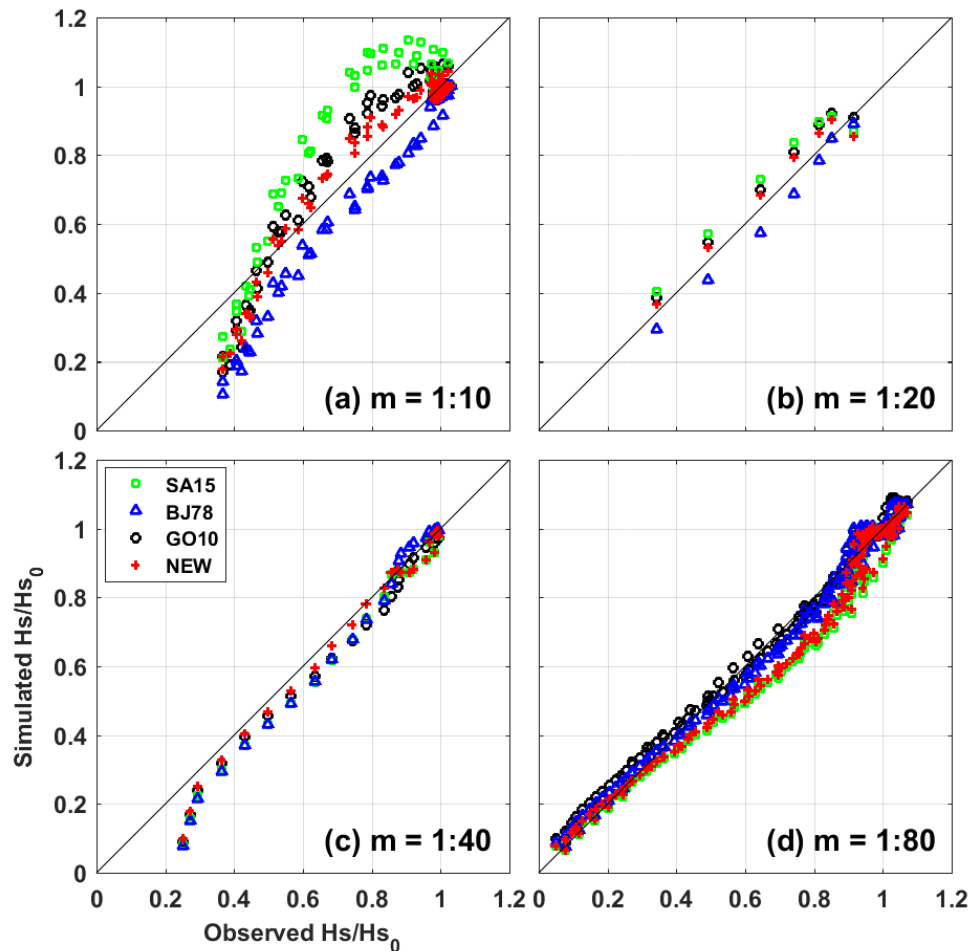 1.2
1
0.8
0.6
0.4
0.2
0
(a) m = 1:10
(b) m = 1:20
1.2
1
0.8
0.6
0.4
0.2
0
SA15
BJ78
GO10
NEW
(c) m = 1:40
(d) m = 1:80
0 0.2 0.4 0.6 0.8 1 1.2
0 0.2 0.4 0.6 0.8 1 1.2
Simulated Hs/Hs0
Observed Hs/Hs0